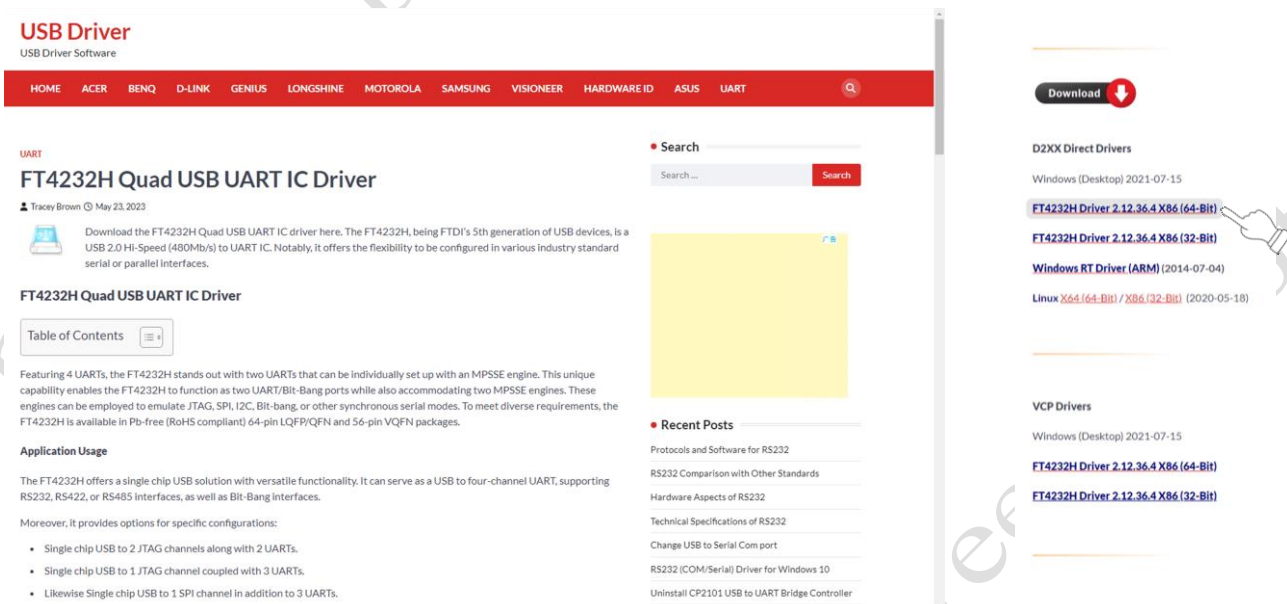 USB Driver
USB Driver Software
HOME ACER BENQ D-LINK GENIUS LONGSHINE MOTOROLA SAMSUNG VISIONEER HARDWARE ID ASUS UART
UART
FT4232H Quad USB UART IC Driver
Tracey Brown May 23, 2023
Download the FT4232H Quad USB UART IC driver here. The FT4232H, being FTDI's 5th generation of USB devices, is a
USB 2.0 Hi-Speed (480Mb/s) to UART IC. Notably, it offers the flexibility to be configured in various industry standard
serial or parallel interfaces.
FT4232H Quad USB UART IC Driver
Table of Contents
Featuring 4 UARTs, the FT4232H stands out with two UARTs that can be individually set up with an MPSSE engine. This unique
capability enables the FT4232H to function as two UART/Bit-Bang ports while also accommodating two MPSSE engines. These
engines can be employed to emulate JTAG, SPI, I2C, Bit-bang, or other synchronous serial modes. To meet diverse requirements, the
FT4232H is available in Pb-free (RoHS compliant) 64-pin LQFP/QFN and 56-pin VQFN packages.
Application Usage
The FT4232H offers a single chip USB solution with versatile functionality. It can serve as a USB to four-channel UART, supporting
RS232, RS422, or RS485 interfaces, as well as Bit-Bang interfaces.
Moreover, it provides options for specific configurations:
• Single chip USB to 2 JTAG channels along with 2 UARTs.
• Single chip USB to 1 JTAG channel coupled with 3 UARTs.
• Likewise Single chip USB to 1 SPI channel in addition to 3 UARTs.
Search
Search ... Search
Recent Posts
Protocols and Software for RS232
RS232 Comparison with Other Standards
Hardware Aspects of RS232
Technical Specifications of RS232
Change USB to Serial Com port
RS232 (COM/Serial) Driver for Windows 10
Uninstall CP2101 USB to UART Bridge Controller
Download
D2XX Direct Drivers
Windows (Desktop) 2021-07-15
FT4232H Driver 2.12.36.4 X86 (64-Bit)
FT4232H Driver 2.12.36.4 X86 (32-Bit)
Windows RT Driver (ARM) (2014-07-04)
Linux X64 (64-Bit) / X86 (32-Bit) (2020-05-18)
VCP Drivers
Windows (Desktop) 2021-07-15
FT4232H Driver 2.12.36.4 X86 (64-Bit)
FT4232H Driver 2.12.36.4 X86 (32-Bit)